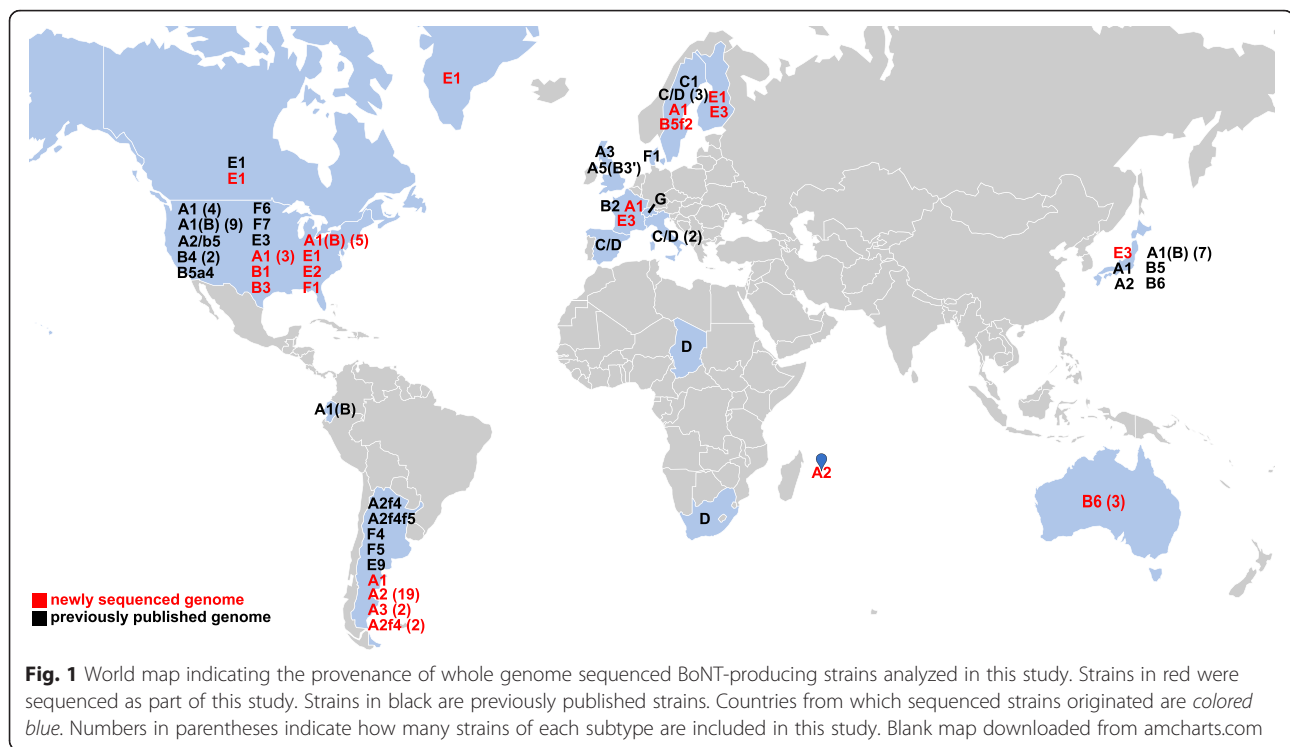 E1
C1
C/D (3)
A1
B5f2
E1
E3
E1
E1
A3
A5(B3')
F1
G
B2 A1
E3
C/D
C/D (2)
A1 (4)
A1(B) (9)
A2/b5
B4 (2)
B5a4
F6
F7
E3
A1 (3)
B1
B3
A1(B) (5)
E1
E2
F1
E3
A1
A2
A1(B) (7)
B5
B6
D
A1(B)
A2
D
B6 (3)
A2f4
A2f4f5
F4
F5
E9
A1
A2 (19)
A3 (2)
A2f4 (2)
newly sequenced genome
previously published genome
Fig. 1 World map indicating the provenance of whole genome sequenced BoNT-producing strains analyzed in this study. Strains in red were
sequenced as part of this study. Strains in black are previously published strains. Countries from which sequenced strains originated are colored
blue. Numbers in parentheses indicate how many strains of each subtype are included in this study. Blank map downloaded from amcharts.com